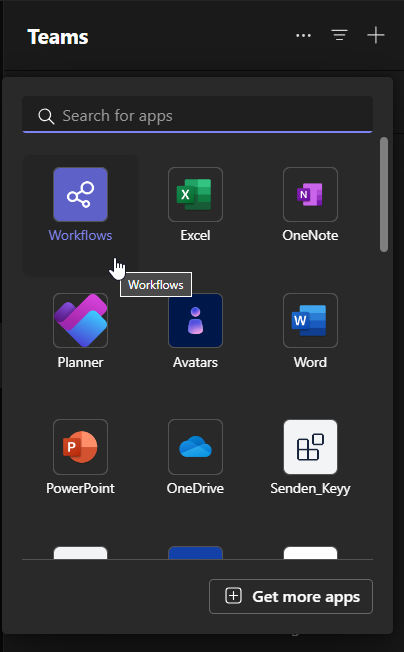 Teams
Search for apps
Workflows
Excel
OneNote
Workflows
Planner
Avatars
Word
PowerPoint
OneDrive
Senden_Keyy
Get more apps